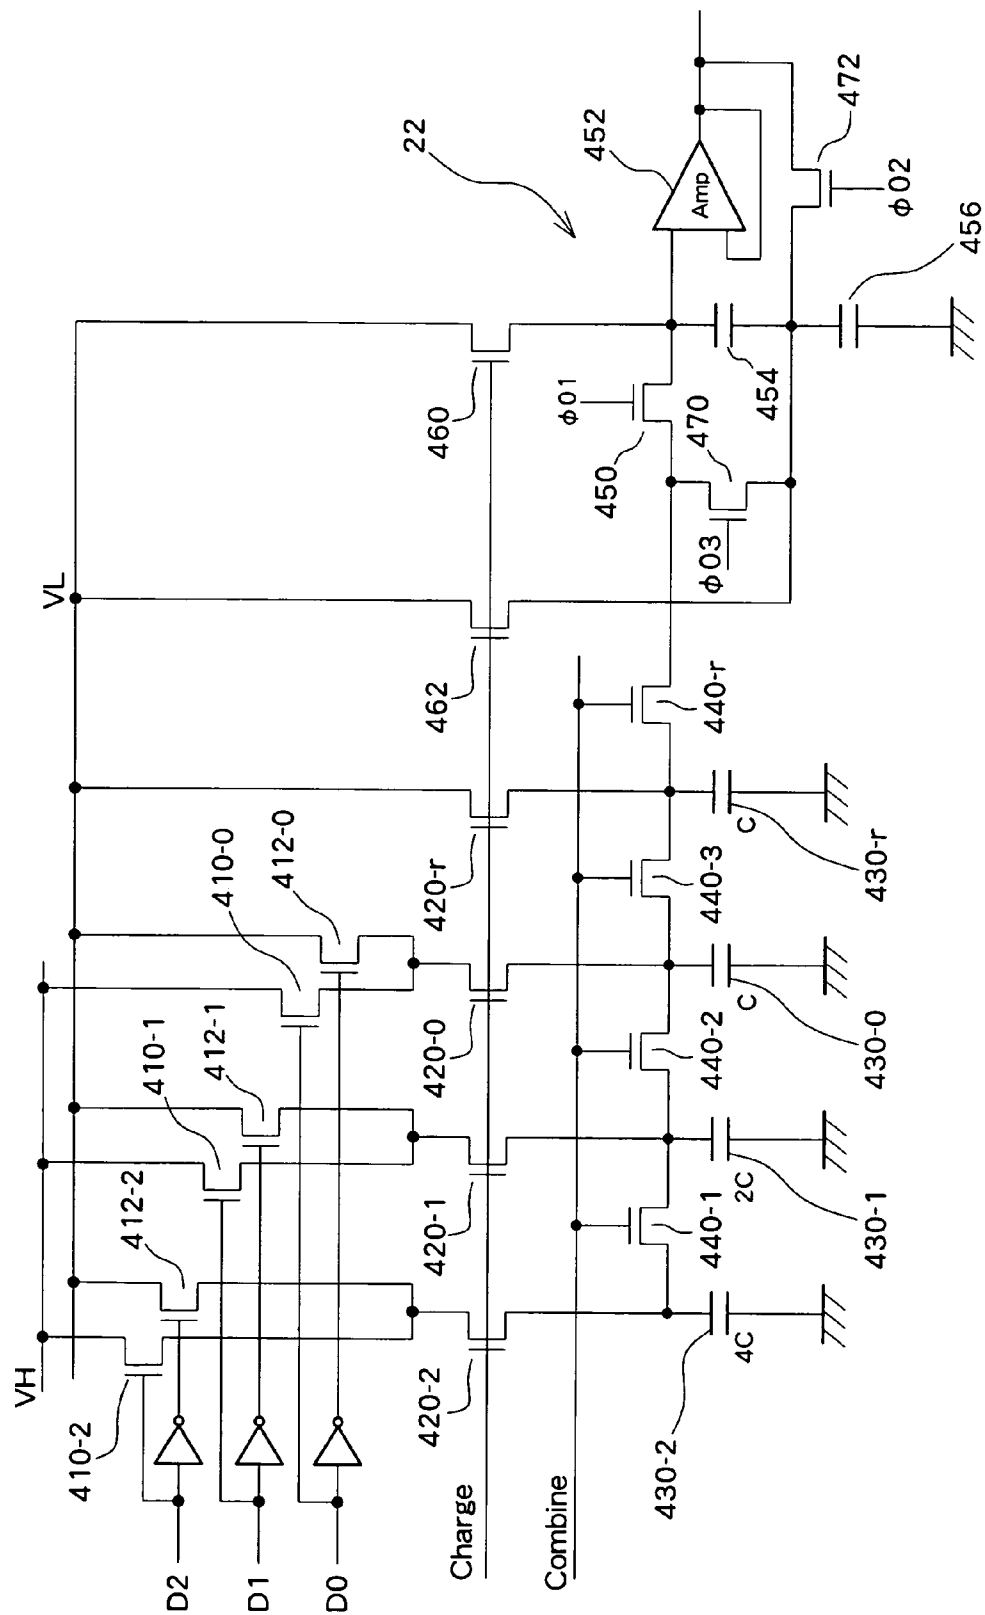 VH
VL
D2
D1
D0
410-2
412-2
410-1
412-1
410-0
412-0
Charge
420-2
420-1
420-0
420-r
462
460
22
Combine
440-1
440-2
440-3
440-r
4C
2C
C
C
430-2
430-1
430-0
430-r
450
ϕ01
ϕ03
470
454
452
Amp
472
ϕ02
456